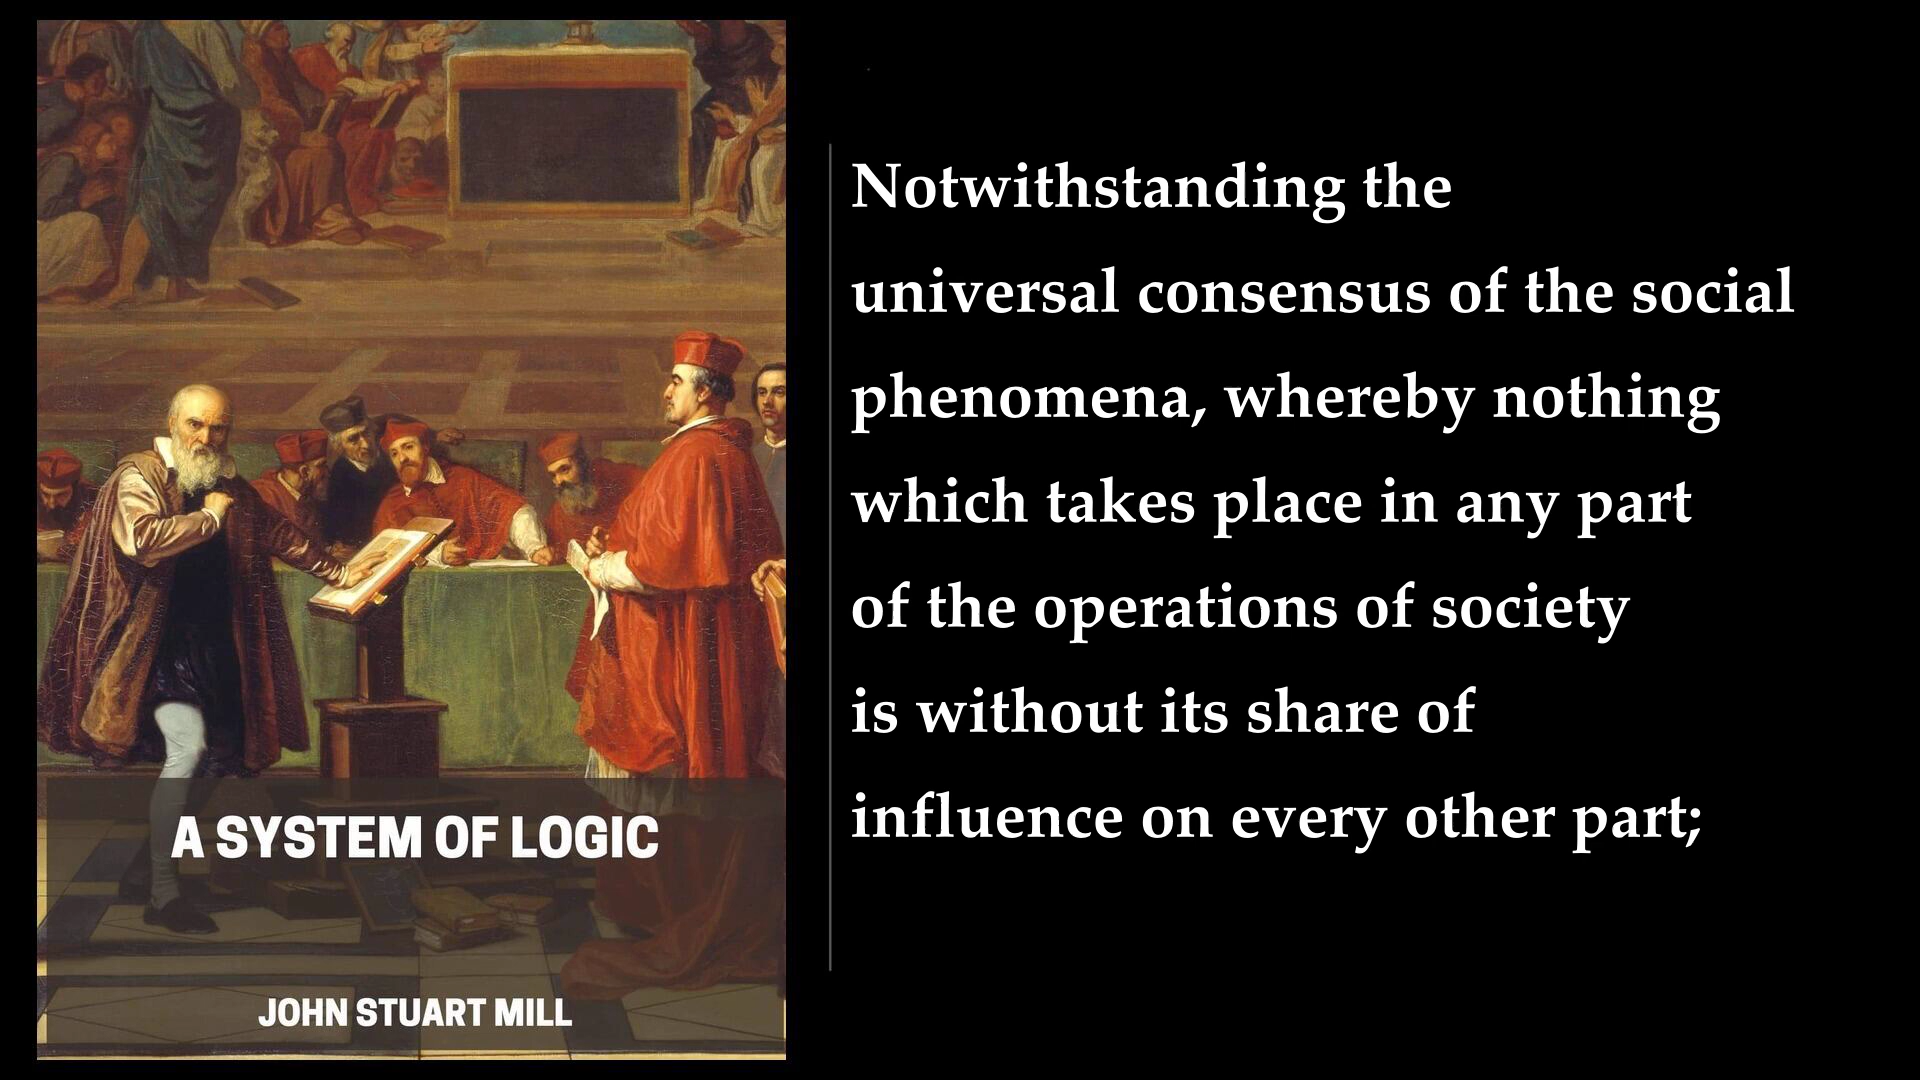 A SYSTEM OF LOGIC
JOHN STUART MILL
Notwithstanding the
universal consensus of the social
phenomena, whereby nothing
which takes place in any part
of the operations of society
is without its share of
influence on every other part;